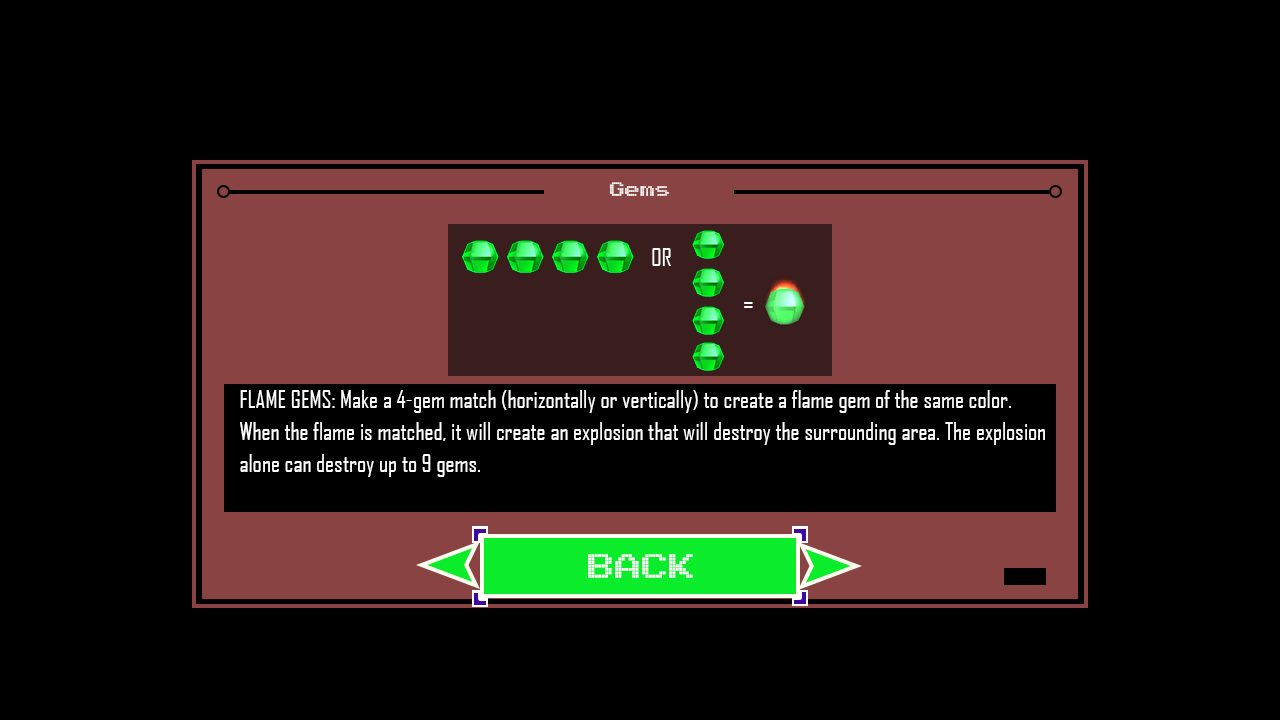 Gems
OR
=
FLAME GEMS: Make a 4-gem match (horizontally or vertically) to create a flame gem of the same color.
When the flame is matched, it will create an explosion that will destroy the surrounding area. The explosion
alone can destroy up to 9 gems.
BACK